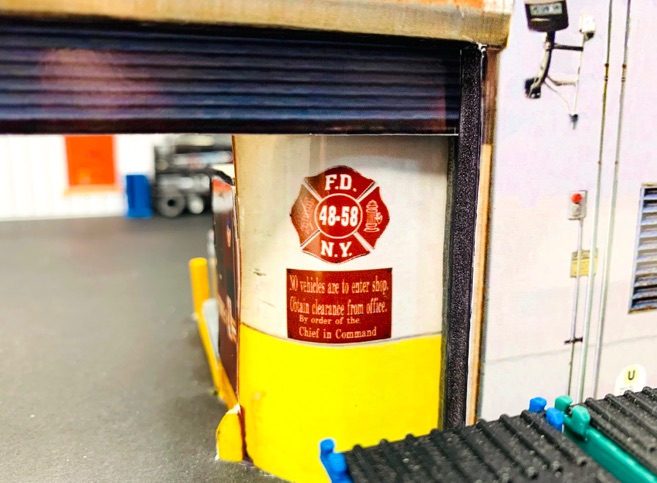 F.D.
48-58
N.Y.
NO vehicles are to enter shop.
Obtain clearance from office.
By order of the
Chief in Command
U